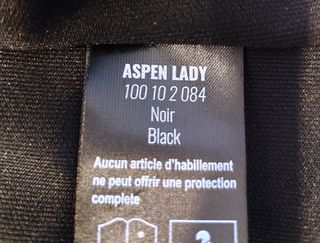 ASPEN LADY
100 10 2 084
Noir
Black
Aucun article d'habillement
ne peut offrir une protection
complete